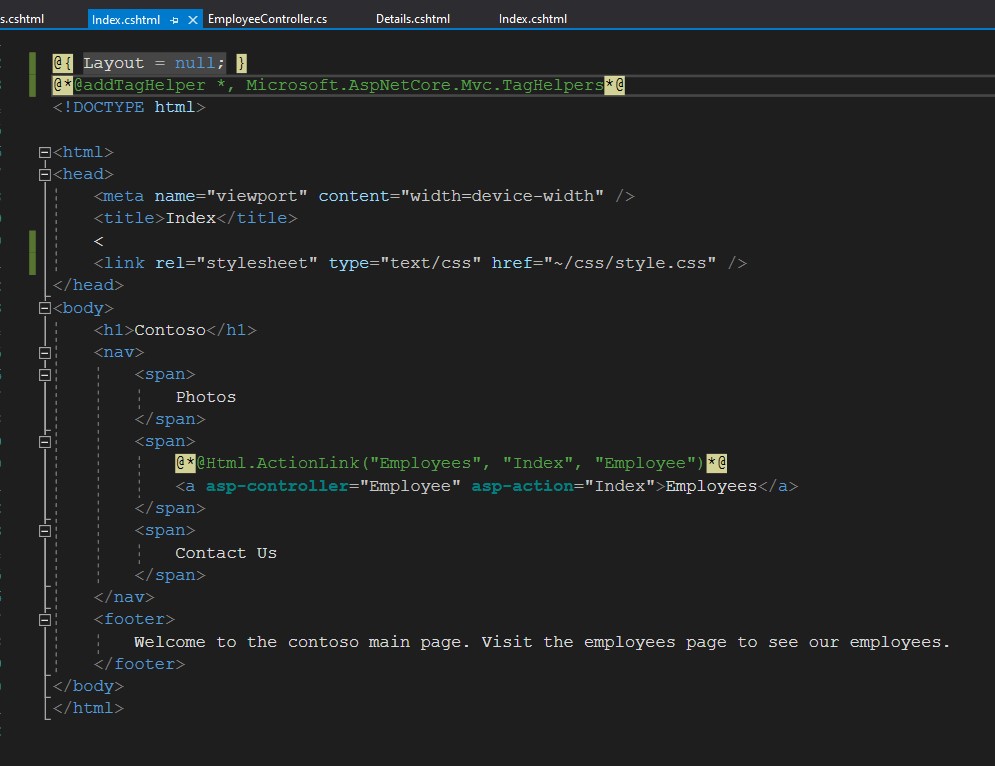 s.cshtml Index.cshtml EmployeeController.cs Details.cshtml Index.cshtml
@{ Layout = null; }
@*@addTagHelper *, Microsoft.AspNetCore.Mvc.TagHelpers*@
<!DOCTYPE html>
<html>
<head>
<meta name="viewport" content="width=device-width" />
<title>Index</title>
<
<link rel="stylesheet" type="text/css" href="~/css/style.css" />
</head>
<body>
<h1>Contoso</h1>
<nav>
<span>
Photos
</span>
<span>
@*@Html.ActionLink("Employees", "Index", "Employee")*@
<a asp-controller="Employee" asp-action="Index">Employees</a>
</span>
<span>
Contact Us
</span>
</nav>
<footer>
Welcome to the contoso main page. Visit the employees page to see our employees.
</footer>
</body>
</html>